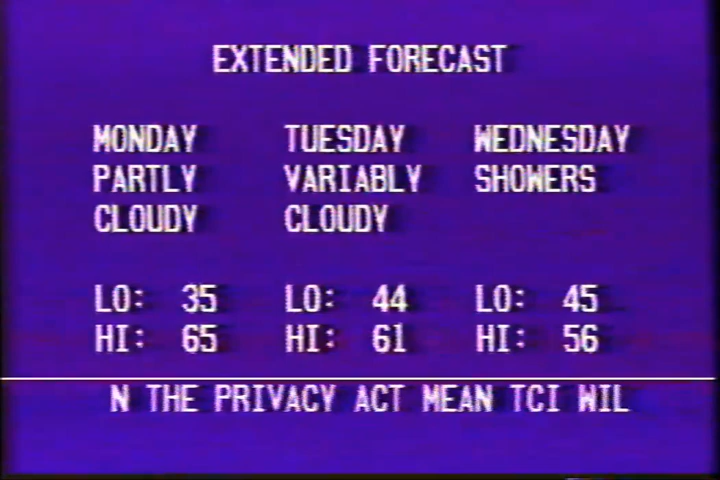 EXTENDED FORECAST
MONDAY TUESDAY WEDNESDAY
PARTLY VARIABLY SHOWERS
CLOUDY CLOUDY
LO: 35 LO: 44 LO: 45
HI: 65 HI: 61 HI: 56
N THE PRIVACY ACT MEAN TCI WIL